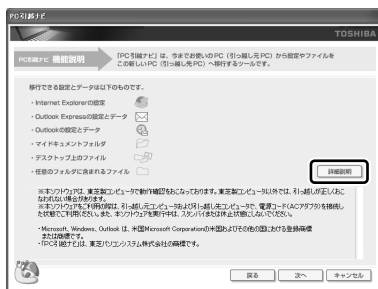 PC引越ナビ
TOSHIBA
PC引越ナビ 機能説明
「PC引越ナビ」は、今までお使いのPC（引っ越し元PC）から設定やファイルを
この新しいPC（引っ越し先PC）へ移行するツールです。
移行できる設定とデータは以下のものです。
・Internet Explorerの設定
・Outlook Expressの設定とデータ
・Outlookの設定とデータ
・マイドキュメントフォルダ
・デスクトップ上のファイル
・任意のフォルダに含まれるファイル
詳細説明
※本ソフトウェアは、東芝製コンピュータで動作確認をおこなっております。東芝製コンピュータ以外では、引っ越しが正しくおこ
なわれない場合があります。
※本ソフトウェアをご利用の際は、引っ越し元コンピュータおよび引っ越し先コンピュータで、電源コード（ACアダプタ）を接続し
た状態でご利用ください。また、本ソフトウェアを実行中は、スタンバイまたは休止状態にしないでください。
・Microsoft、Windows、Outlook は、米国Microsoft Corporationの米国およびその他の国における登録商標
または商標です。
・「PC引越ナビ」は、東芝パソコンシステム株式会社の商標です。
戻る
次へ
キャンセル